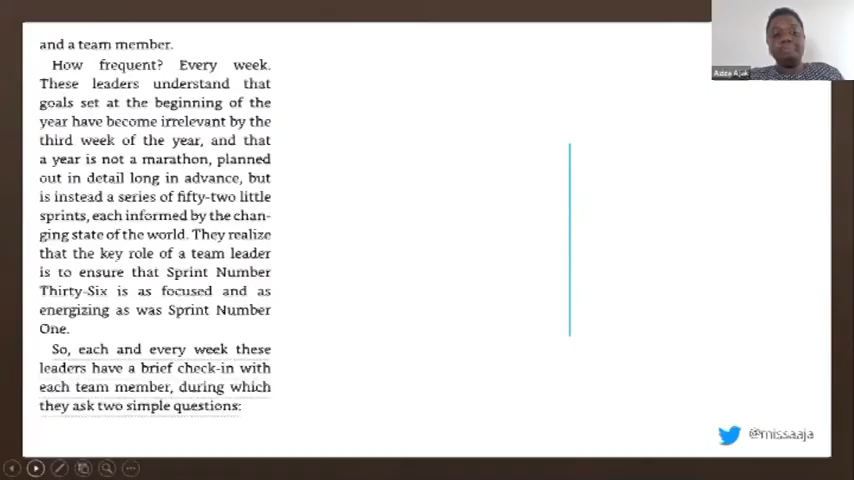 and a team member.
How frequent? Every week.
These leaders understand that
goals set at the beginning of the
year have become irrelevant by the
third week of the year, and that
a year is not a marathon, planned
out in detail long in advance, but
is instead a series of fifty-two little
sprints, each informed by the chan-
ging state of the world. They realize
that the key role of a team leader
is to ensure that Sprint Number
Thirty-Six is as focused and as
energizing as was Sprint Number
One.
So, each and every week these
leaders have a brief check-in with
each team member, during which
they ask two simple questions:
Aziza Ajak
@missaaja